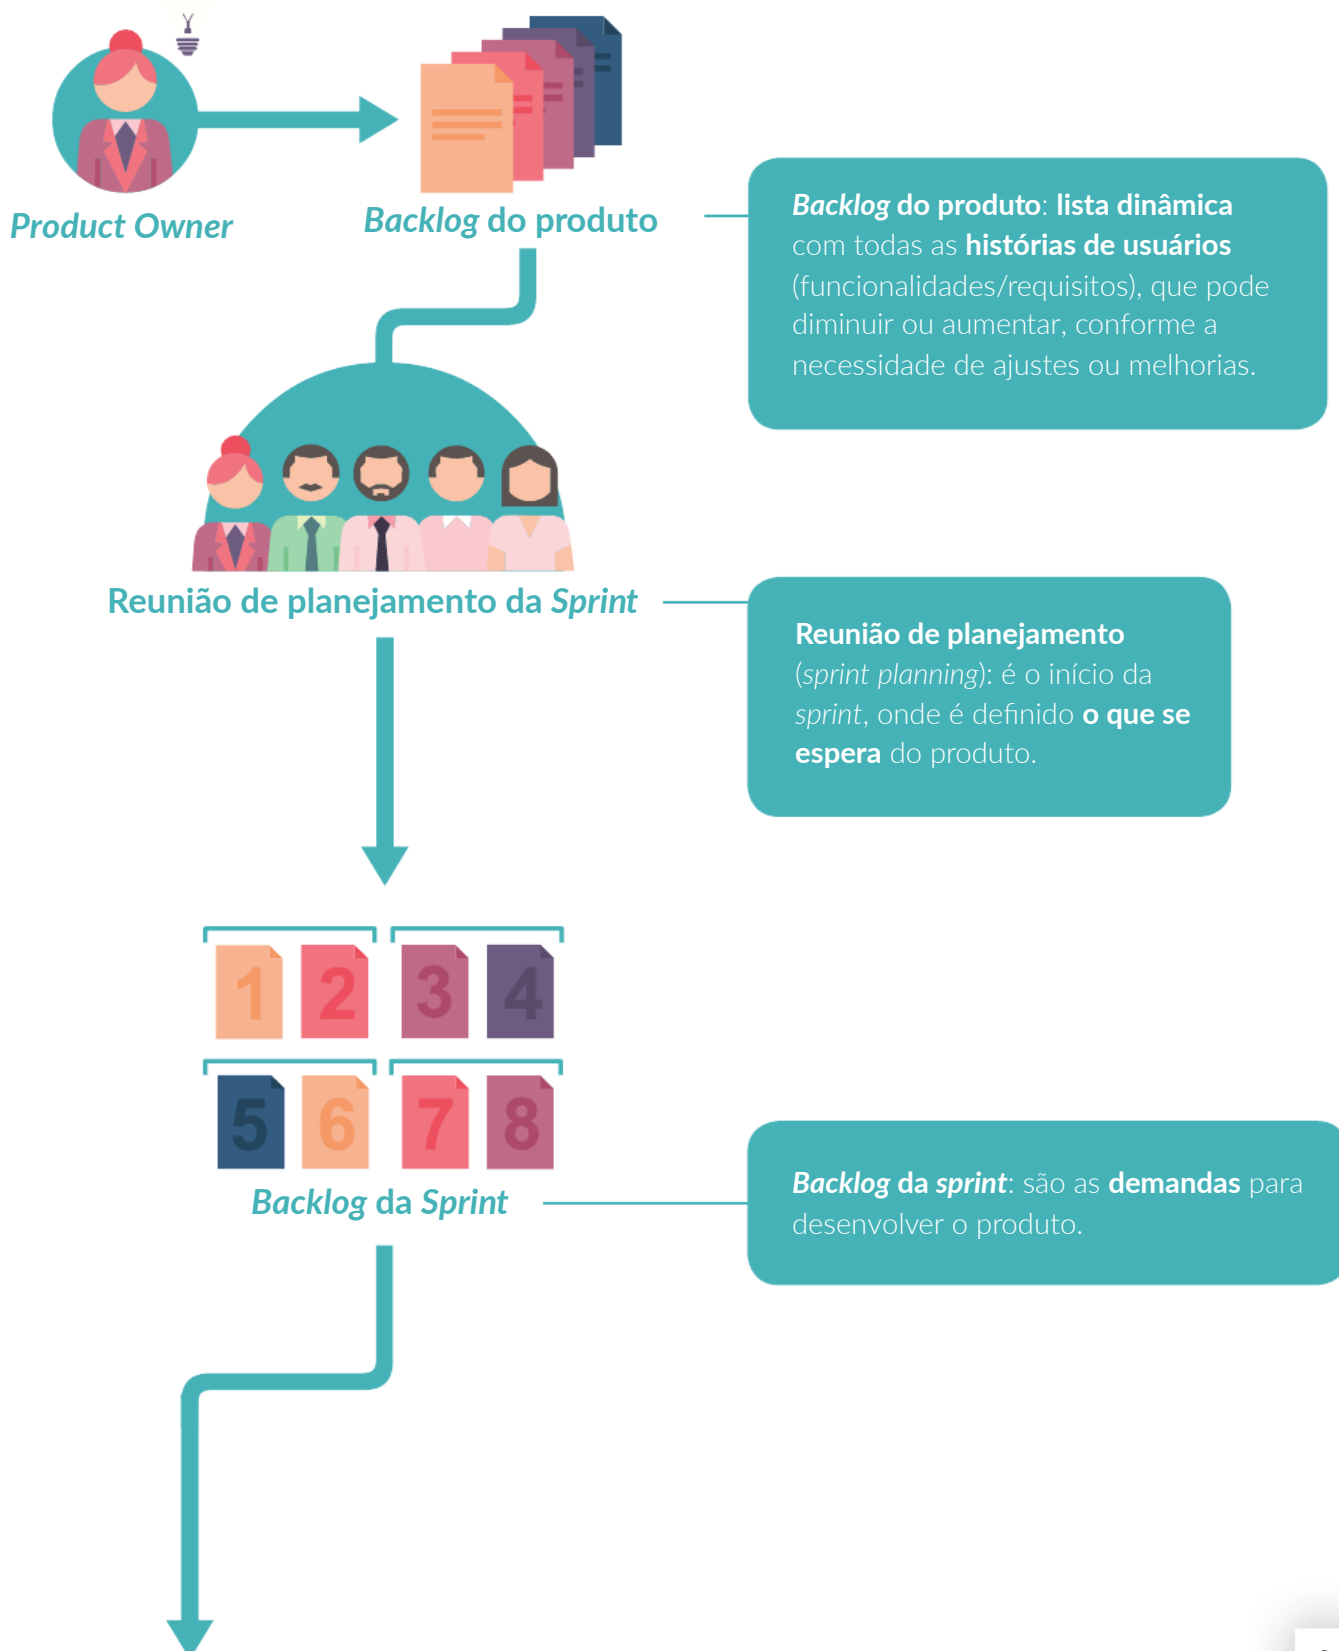 Product Owner
Backlog do produto
Backlog do produto: lista dinâmica
com todas as histórias de usuários
(funcionalidades/requisitos), que pode
diminuir ou aumentar, conforme a
necessidade de ajustes ou melhorias.
Reunião de planejamento da Sprint
Reunião de planejamento
(sprint planning): é o início da
sprint, onde é definido o que se
espera do produto.
1 2 3 4
5 6 7 8
Backlog da Sprint
Backlog da sprint: são as demandas para
desenvolver o produto.